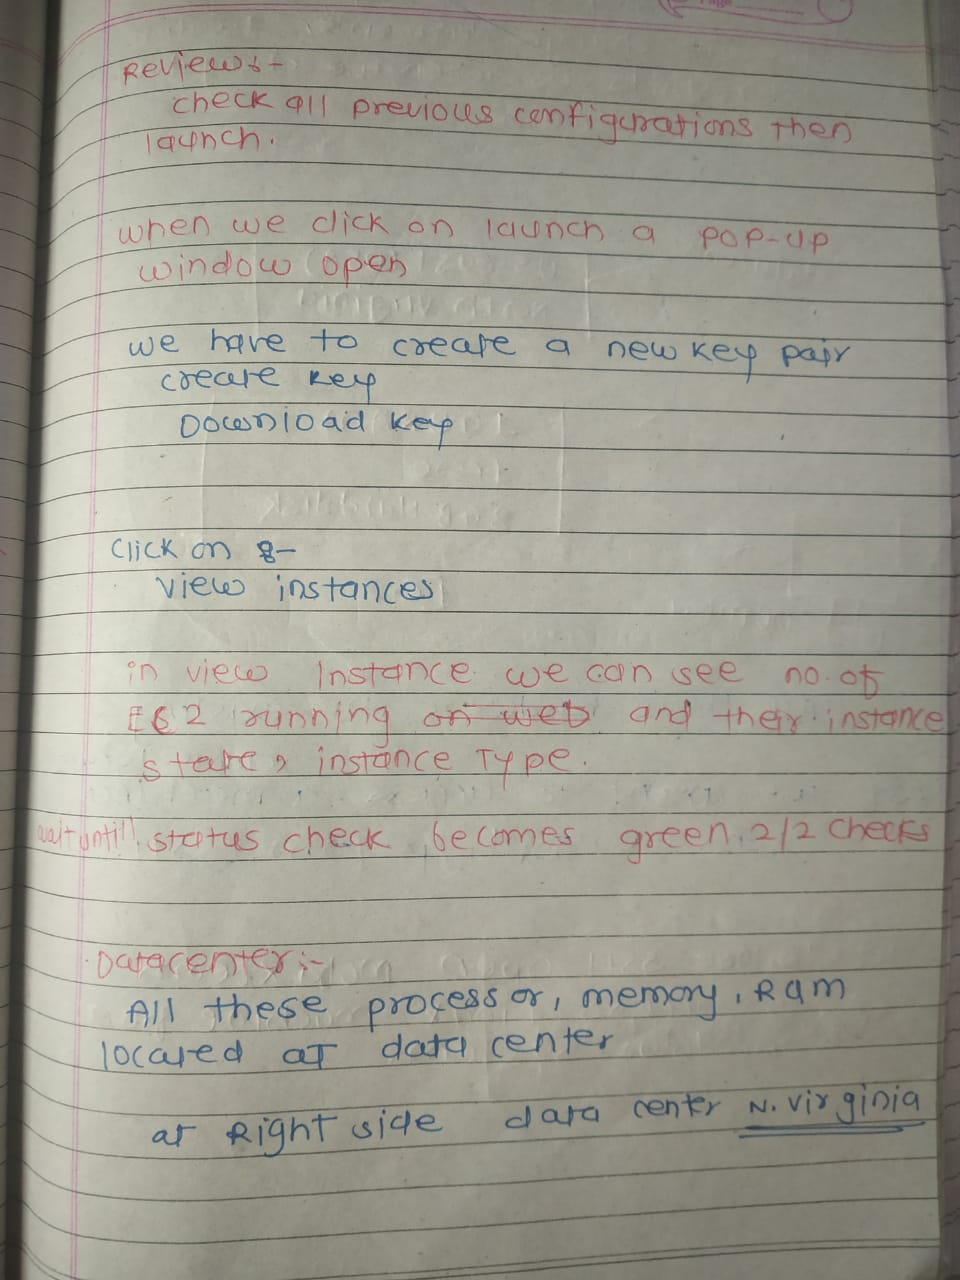 Review :-
check all previous configurations then
launch.
when we click on launch a pop-up
window open
we have to create a new key pair
create key
Download key
Click on :-
view instances
in view Instance we can see no. of
EC2 running on web and their instance
state, instance Type.
wait untill status check becomes green 2/2 checks
Datacenter :-
All these processor, memory, Ram
located at data center
at Right side data center N. Virginia